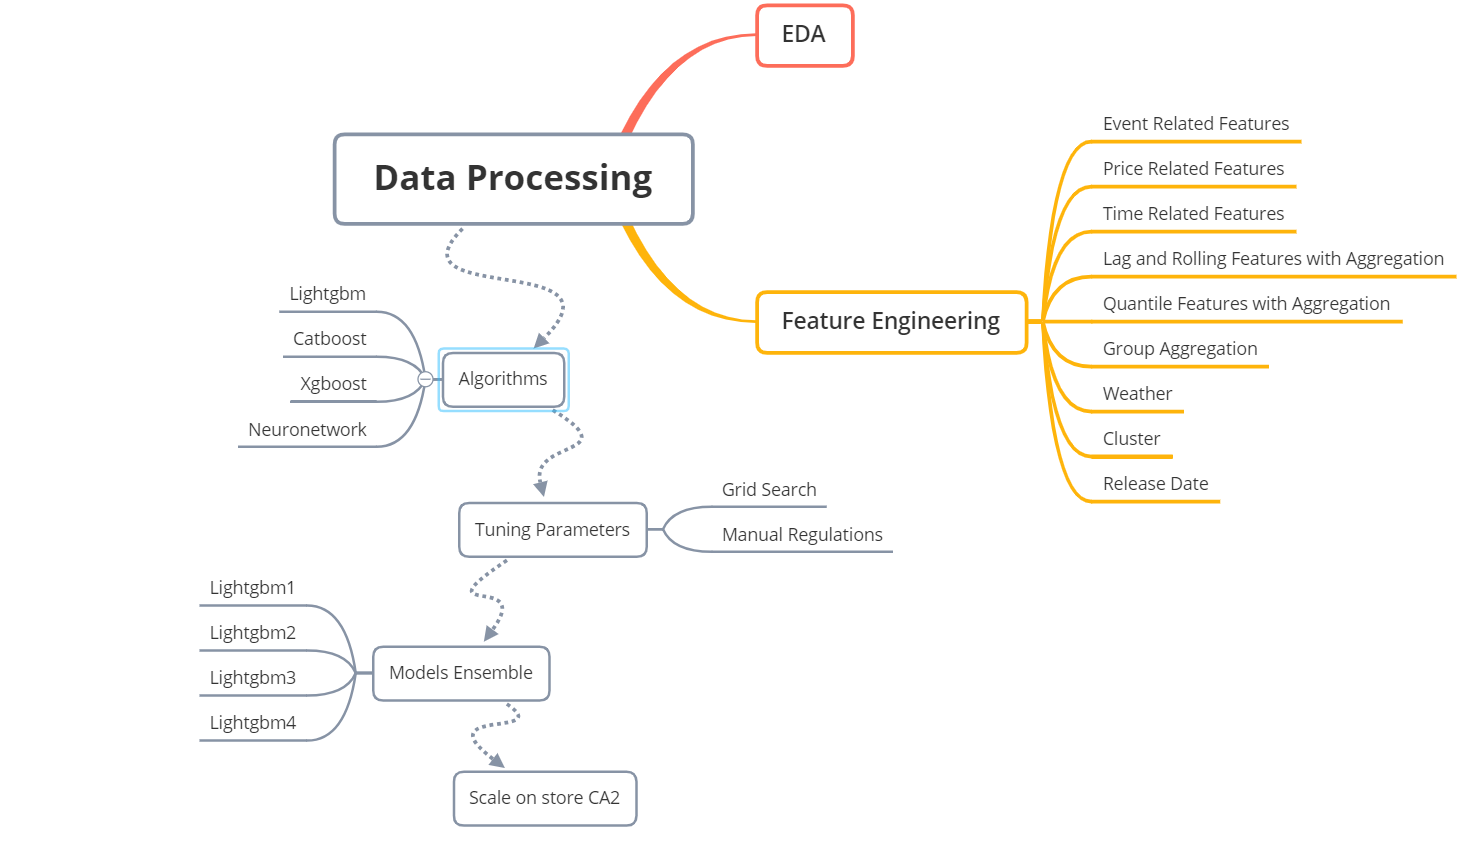 EDA
Data Processing
Event Related Features
Price Related Features
Time Related Features
Lag and Rolling Features with Aggregation
Quantile Features with Aggregation
Feature Engineering
Group Aggregation
Weather
Cluster
Release Date
Lightgbm
Catboost
Xgboost
Neuronetwork
Algorithms
Tuning Parameters
Grid Search
Manual Regulations
Lightgbm1
Lightgbm2
Lightgbm3
Lightgbm4
Models Ensemble
Scale on store CA2